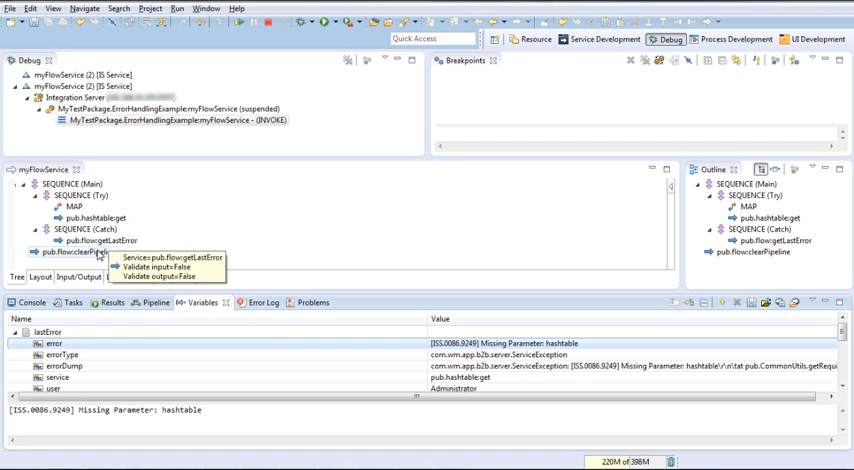 File Edit View Navigate Search Project Run Window Help
Quick Access
Resource Service Development Debug Process Development UI Development
Debug
myFlowService (2) [IS Service]
myFlowService (2) [IS Service]
Integration Server
MyTestPackage.ErrorHandlingExample:myFlowService (suspended)
MyTestPackage.ErrorHandlingExample:myFlowService - (INVOKE)
Breakpoints
myFlowService
SEQUENCE (Main)
SEQUENCE (Try)
MAP
pub.hashtable:get
SEQUENCE (Catch)
pub.flow:getLastError
pub.flow:clearPipelin
Service=pub.flow:getLastError
Validate input=False
Validate output=False
Tree Layout Input/Output
Outline
SEQUENCE (Main)
SEQUENCE (Try)
MAP
pub.hashtable:get
SEQUENCE (Catch)
pub.flow:getLastError
pub.flow:clearPipeline
Console Tasks Results Pipeline Variables Error Log Problems
Name Value
lastError
error [ISS.0086.9249] Missing Parameter: hashtable
errorType com.wm.app.b2b.server.ServiceException
errorDump com.wm.app.b2b.server.ServiceException: [ISS.0086.9249] Missing Parameter: hashtable\r\n\tat pub.CommonUtils.getRequi
service pub.hashtable:get
user Administrator
[ISS.0086.9249] Missing Parameter: hashtable
220M of 398M